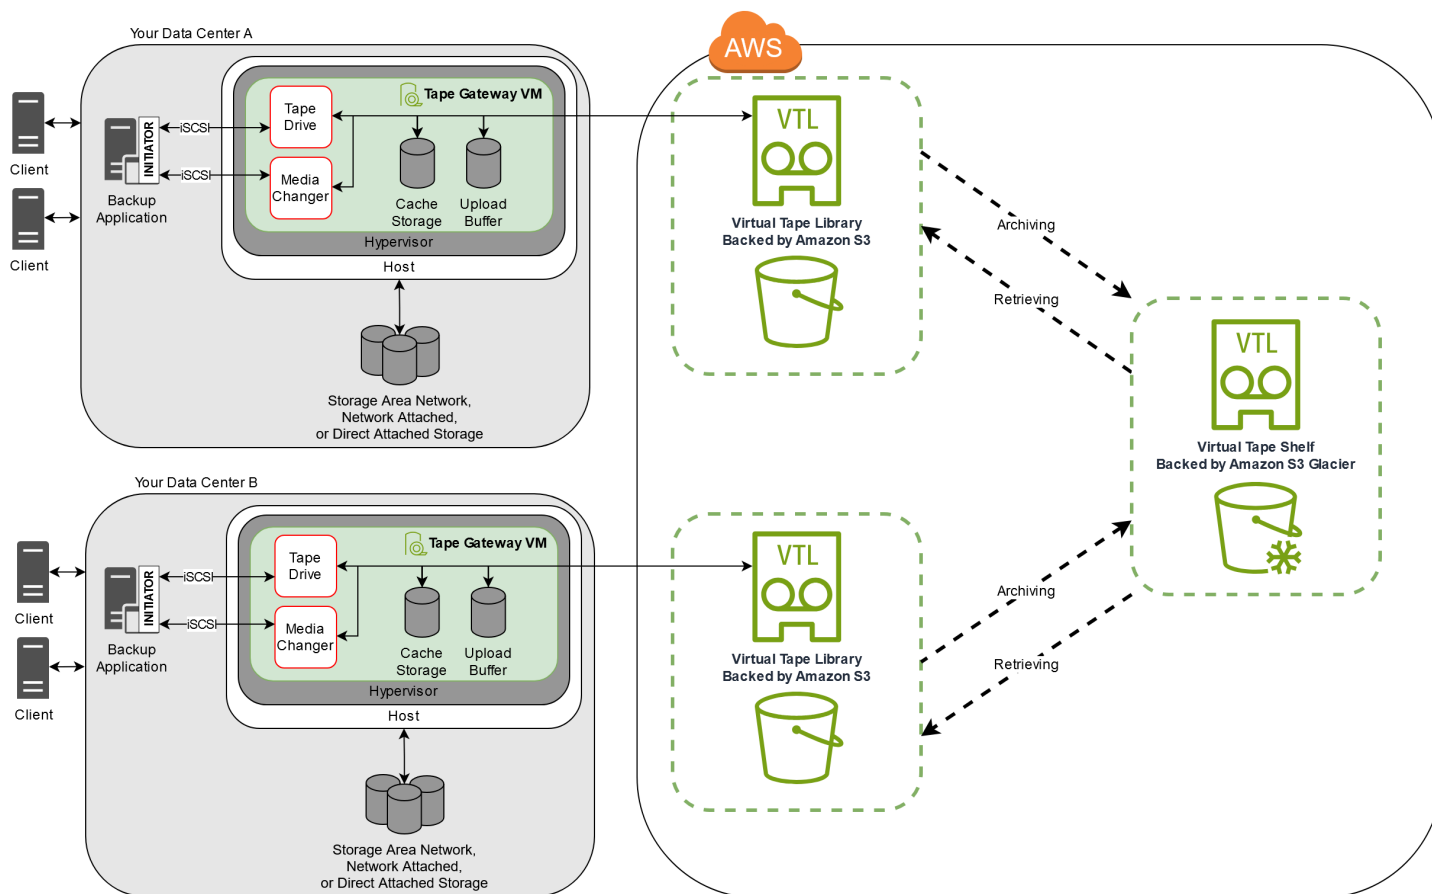 Your Data Center A
AWS
Tape Gateway VM
Tape
Drive
VTL
iSCSI
INITIATOR
Client
iSCSI
Media
Changer
Backup
Application
Cache
Storage
Upload
Buffer
Hypervisor
Host
Client
Virtual Tape Library
Backed by Amazon S3
Archiving
Retrieving
Storage Area Network,
Network Attached,
or Direct Attached Storage
VTL
Virtual Tape Shelf
Backed by Amazon S3 Glacier
Your Data Center B
Tape Gateway VM
Tape
Drive
VTL
iSCSI
INITIATOR
Client
iSCSI
Media
Changer
Backup
Application
Cache
Storage
Upload
Buffer
Hypervisor
Host
Client
Virtual Tape Library
Backed by Amazon S3
Archiving
Retrieving
Storage Area Network,
Network Attached,
or Direct Attached Storage